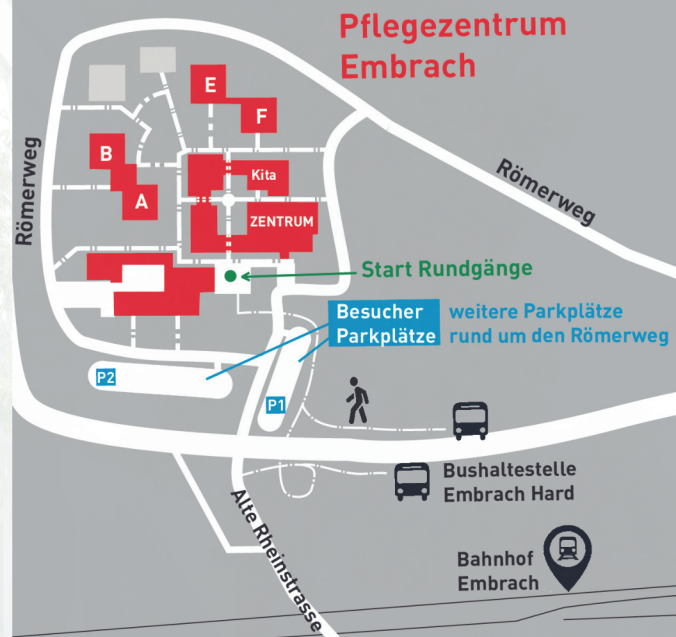 Pflegezentrum
Embrach
E
F
B
A
Kita
ZENTRUM
Römerweg
Römerweg
Start Rundgänge
Besucher
Parkplätze
weitere Parkplätze
rund um den Römerweg
P2
P1
Bushaltestelle
Embrach Hard
Alte Rheinstrasse
Bahnhof
Embrach